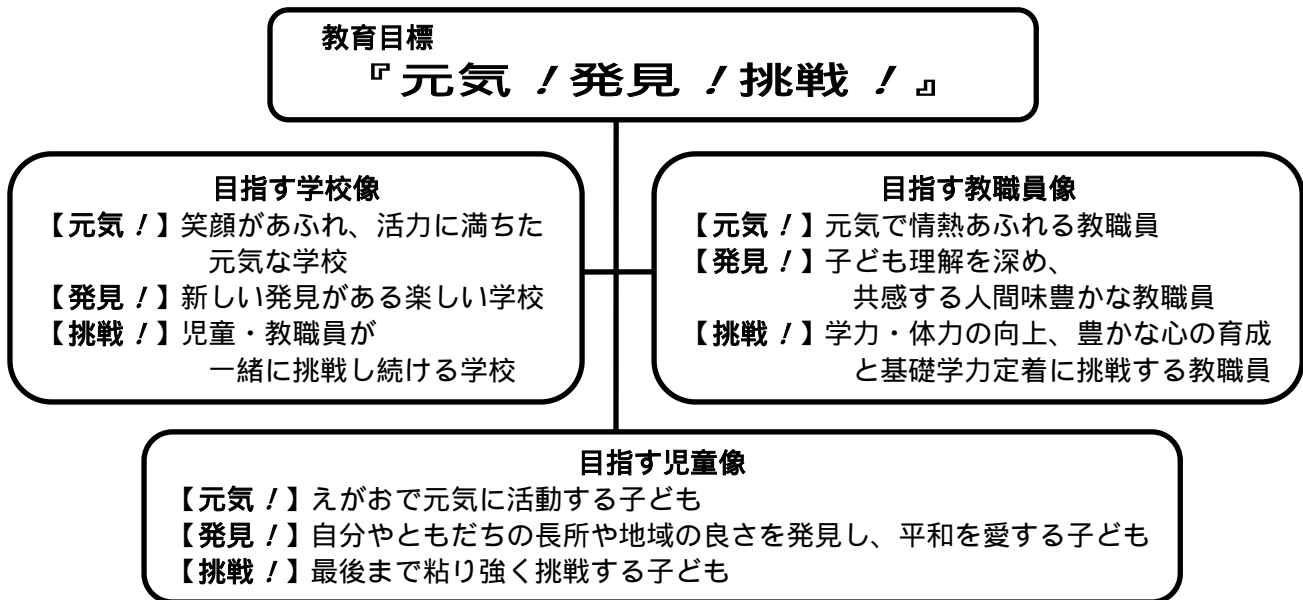 教育目標
『元気！発見！挑戦！』
目指す学校像
【元気！】笑顔があふれ、活力に満ちた
元気な学校
【発見！】新しい発見がある楽しい学校
【挑戦！】児童・教職員が
一緒に挑戦し続ける学校
目指す教職員像
【元気！】元気で情熱あふれる教職員
【発見！】子ども理解を深め、
共感する人間味豊かな教職員
【挑戦！】学力・体力の向上、豊かな心の育成
と基礎学力定着に挑戦する教職員
目指す児童像
【元気！】えがおで元気に活動する子ども
【発見！】自分やともだちの長所や地域の良さを発見し、平和を愛する子ども
【挑戦！】最後まで粘り強く挑戦する子ども